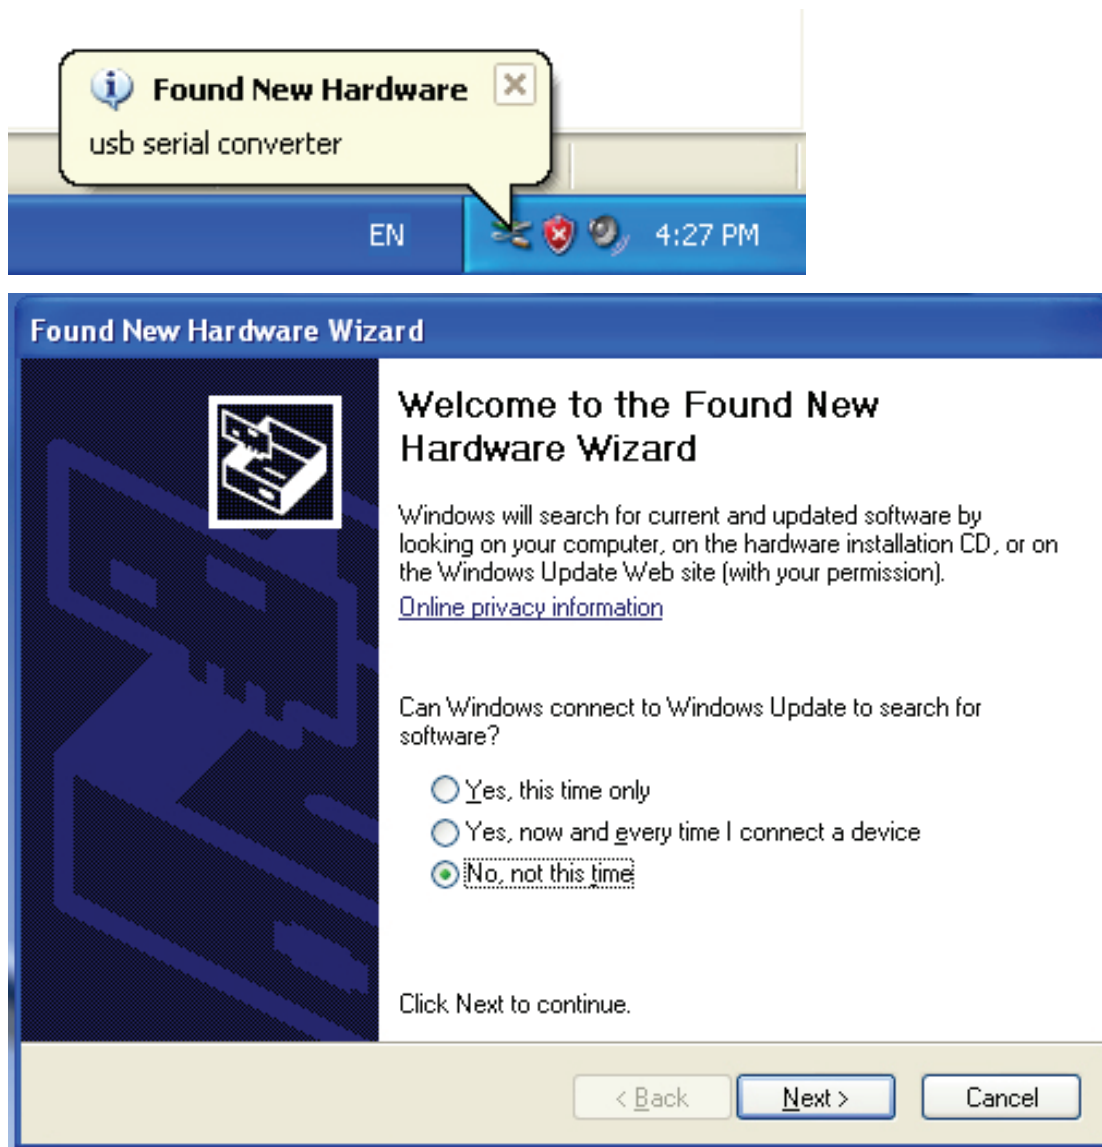 Found New Hardware
usb serial converter
EN
4:27 PM
Found New Hardware Wizard
Welcome to the Found New
Hardware Wizard
Windows will search for current and updated software by
looking on your computer, on the hardware installation CD, or on
the Windows Update Web site (with your permission).
Online privacy information
Can Windows connect to Windows Update to search for
software?
Yes, this time only
Yes, now and every time I connect a device
No, not this time
Click Next to continue.
< Back
Next >
Cancel